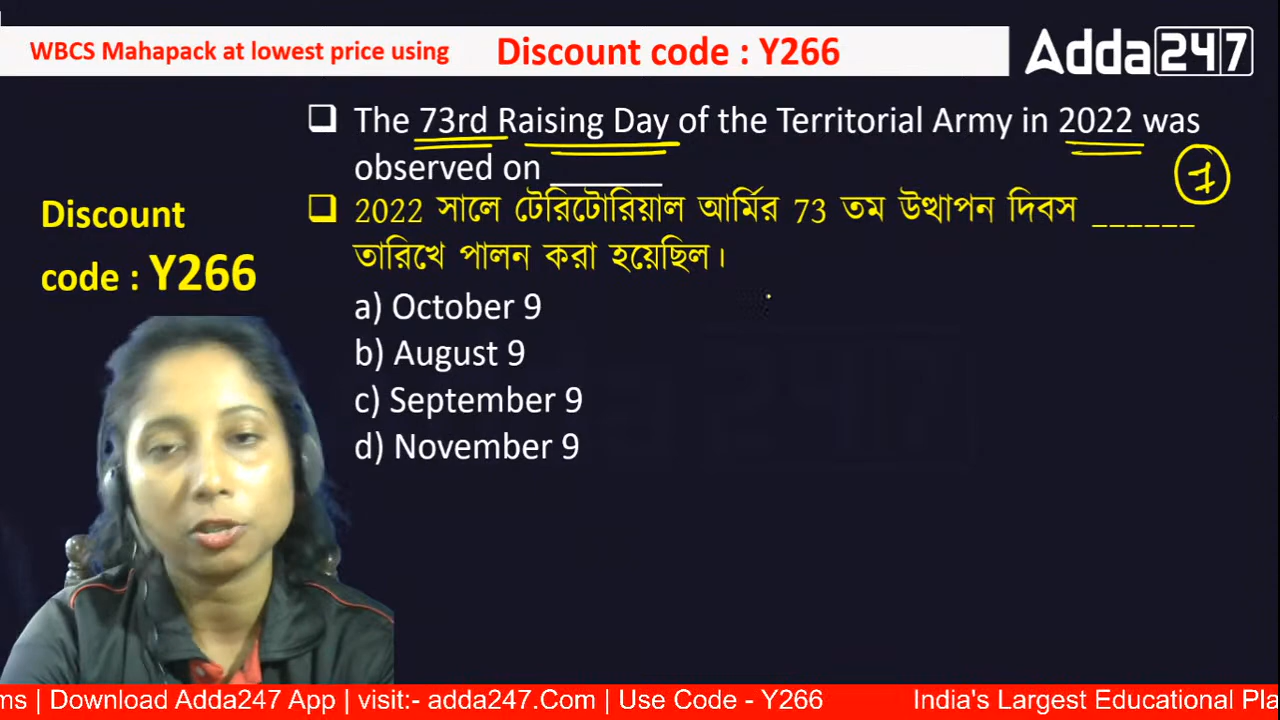 WBCS Mahapack at lowest price using Discount code : Y266 Adda247
The 73rd Raising Day of the Territorial Army in 2022 was
observed on ______
1
2022 সালে টেরিটোরিয়াল আর্মির 73 তম উত্থাপন দিবস ______
তারিখে পালন করা হয়েছিল।
a) October 9
b) August 9
c) September 9
d) November 9
Discount
code : Y266
ms | Download Adda247 App | visit:- adda247.Com | Use Code - Y266 India's Largest Educational Pla